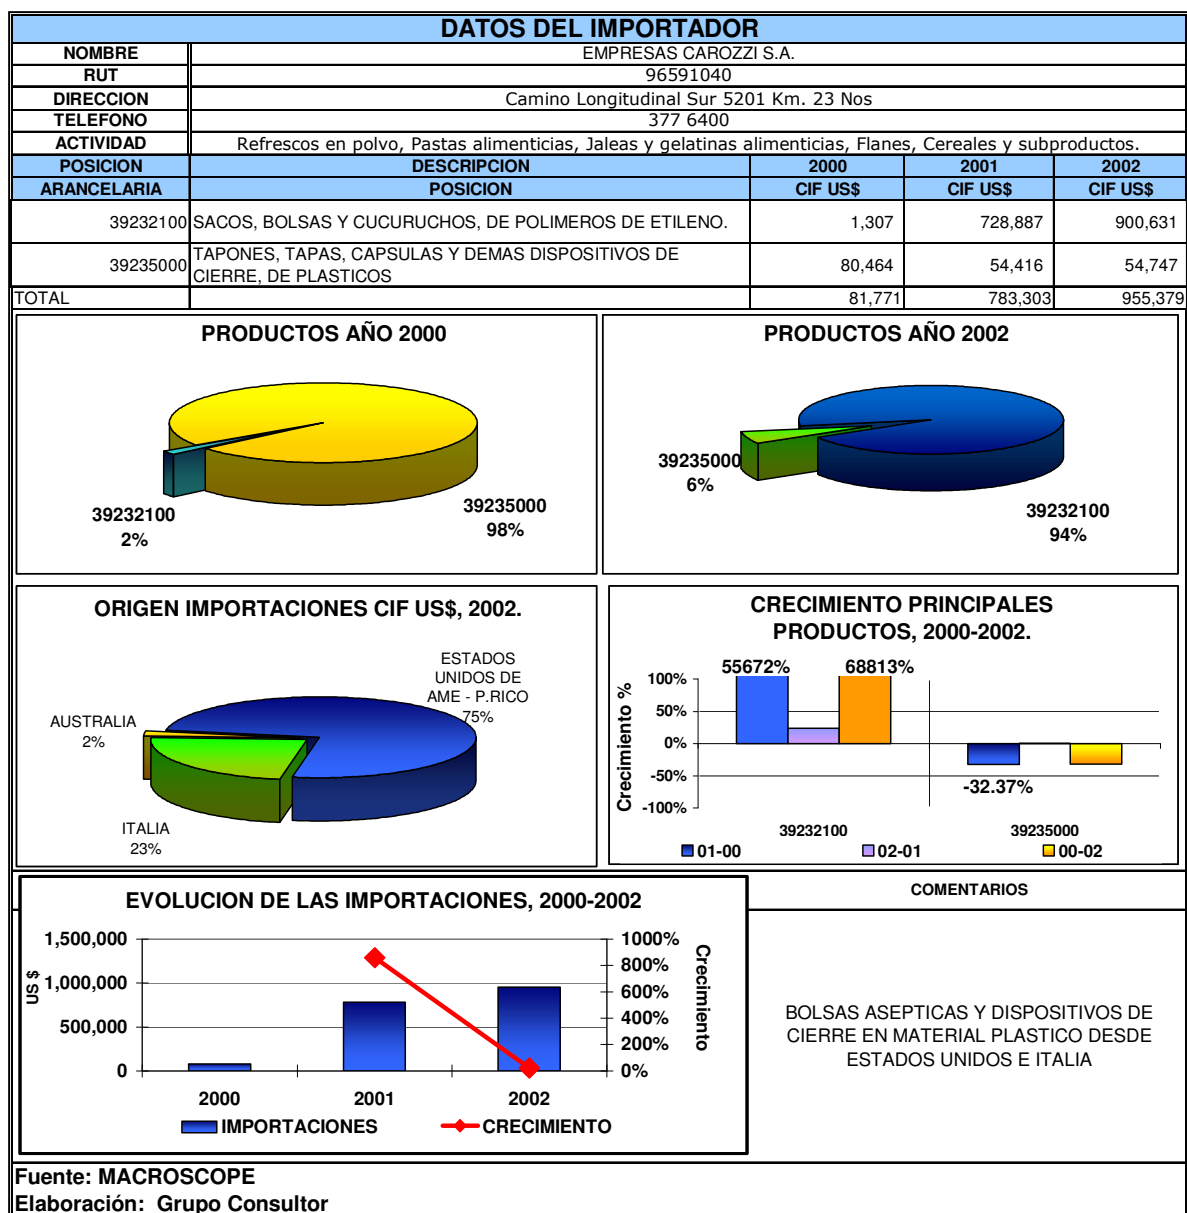 DATOS DEL IMPORTADOR
NOMBRE EMPRESAS CAROZZI S.A.
RUT 96591040
DIRECCION Camino Longitudinal Sur 5201 Km. 23 Nos
TELEFONO 377 6400
ACTIVIDAD Refrescos en polvo, Pastas alimenticias, Jaleas y gelatinas alimenticias, Flanes, Cereales y subproductos.
POSICION DESCRIPCION 2000 2001 2002
ARANCELARIA POSICION CIF US$ CIF US$ CIF US$
39232100 SACOS, BOLSAS Y CUCURUCHOS, DE POLIMEROS DE ETILENO. 1,307 728,887 900,631
39235000 TAPONES, TAPAS, CAPSULAS Y DEMAS DISPOSITIVOS DE
CIERRE, DE PLASTICOS 80,464 54,416 54,747
TOTAL 81,771 783,303 955,379
PRODUCTOS AÑO 2000
39232100
2%
39235000
98%
PRODUCTOS AÑO 2002
39235000
6%
39232100
94%
ORIGEN IMPORTACIONES CIF US$, 2002.
ESTADOS
UNIDOS DE
AME - P.RICO
75%
AUSTRALIA
2%
ITALIA
23%
CRECIMIENTO PRINCIPALES
PRODUCTOS, 2000-2002.
Crecimiento %
100%
50%
0%
-50%
-100%
55672% 68813%
-32.37%
39232100 39235000
01-00 02-01 00-02
EVOLUCION DE LAS IMPORTACIONES, 2000-2002
US $
1,500,000
1,000,000
500,000
0
1000%
800%
600%
400%
200%
0%
Crecimiento
2000 2001 2002
IMPORTACIONES CRECIMIENTO
COMENTARIOS
BOLSAS ASEPTICAS Y DISPOSITIVOS DE
CIERRE EN MATERIAL PLASTICO DESDE
ESTADOS UNIDOS E ITALIA
Fuente: MACROSCOPE
Elaboración: Grupo Consultor